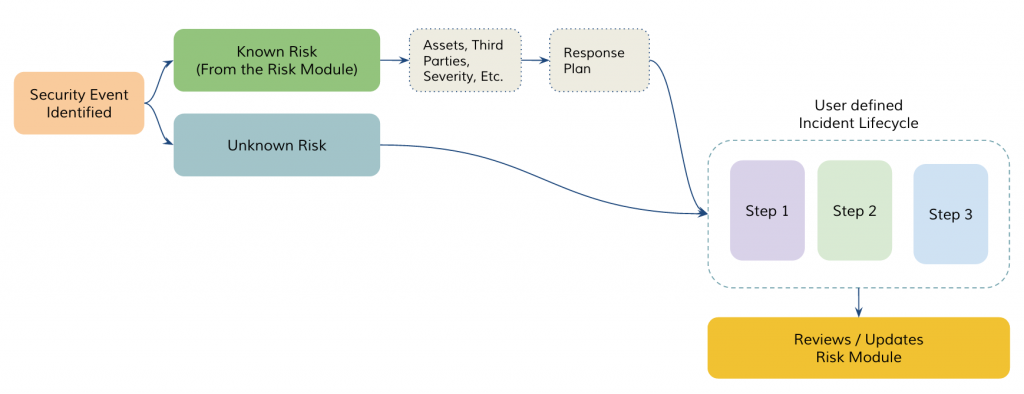 Security Event
Identified
Known Risk
(From the Risk Module)
Unknown Risk
Assets, Third
Parties,
Severity, Etc.
Response
Plan
User defined
Incident Lifecycle
Step 1
Step 2
Step 3
Reviews / Updates
Risk Module